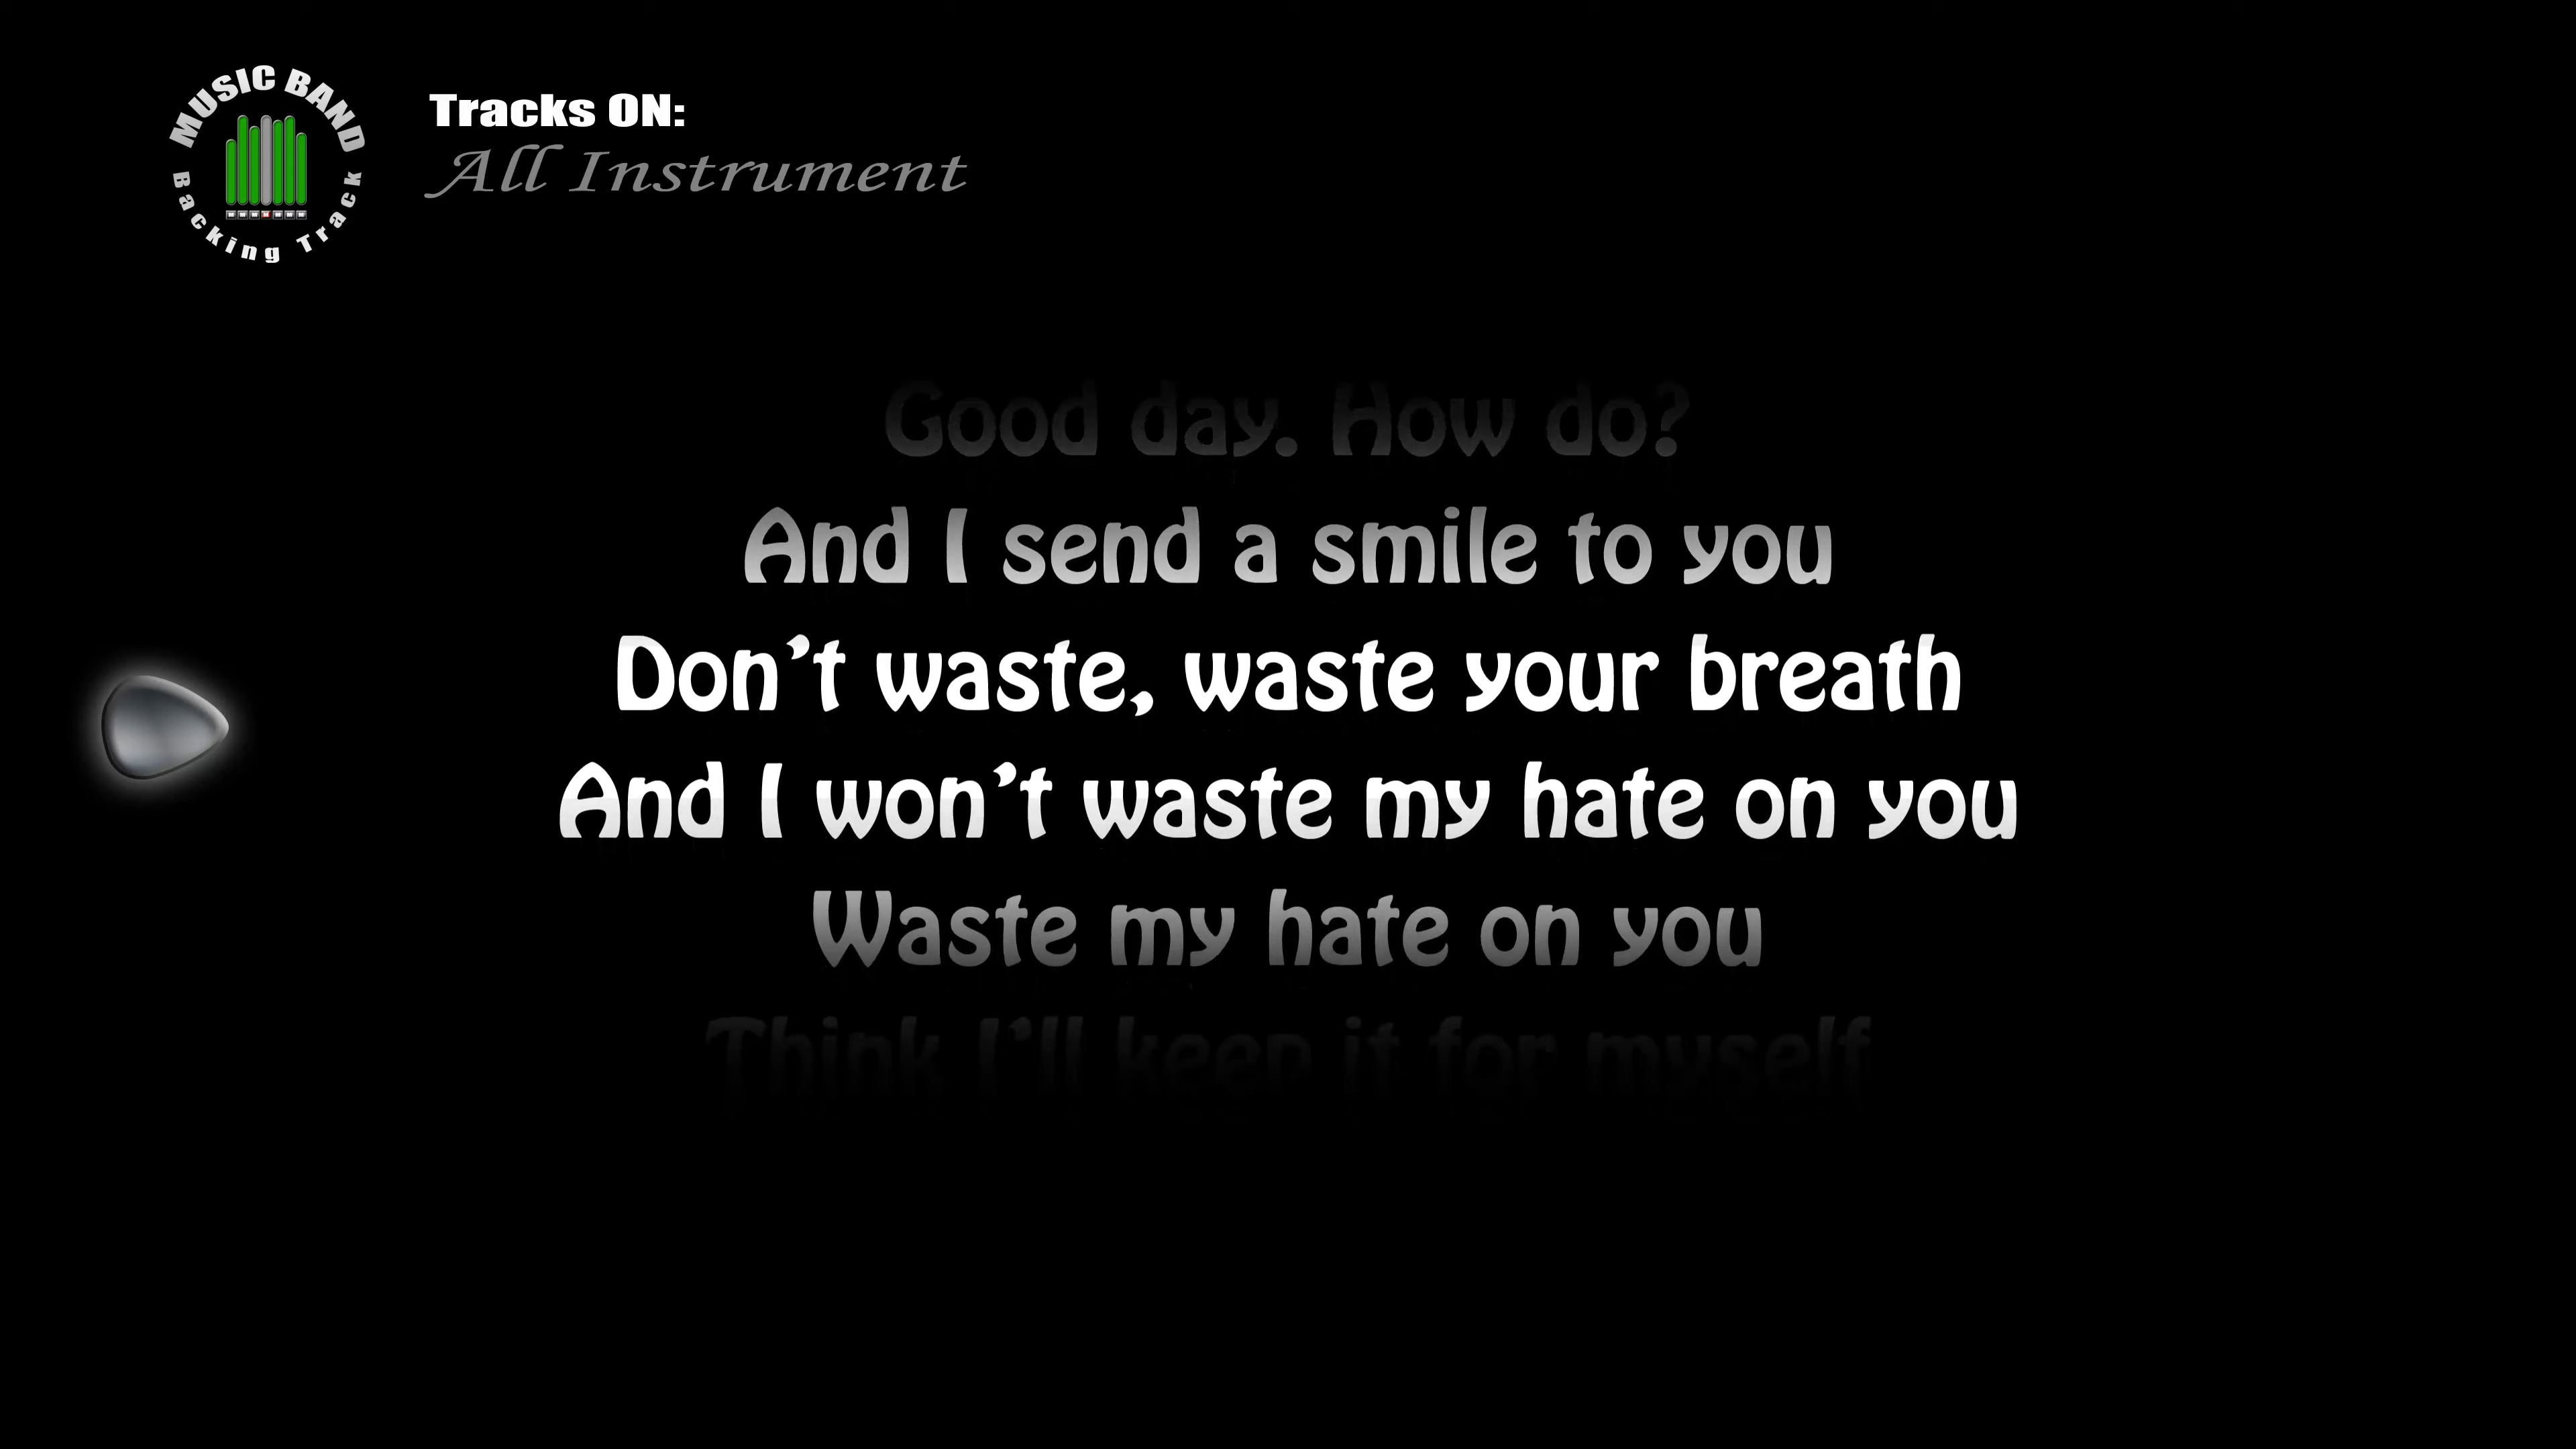 MUSIC BAND
Backing Track
Tracks ON:
All Instrument
Good day. How do?
And I send a smile to you
Don't waste, waste your breath
And I won't waste my hate on you
Waste my hate on you
Think I'll keep it for myself